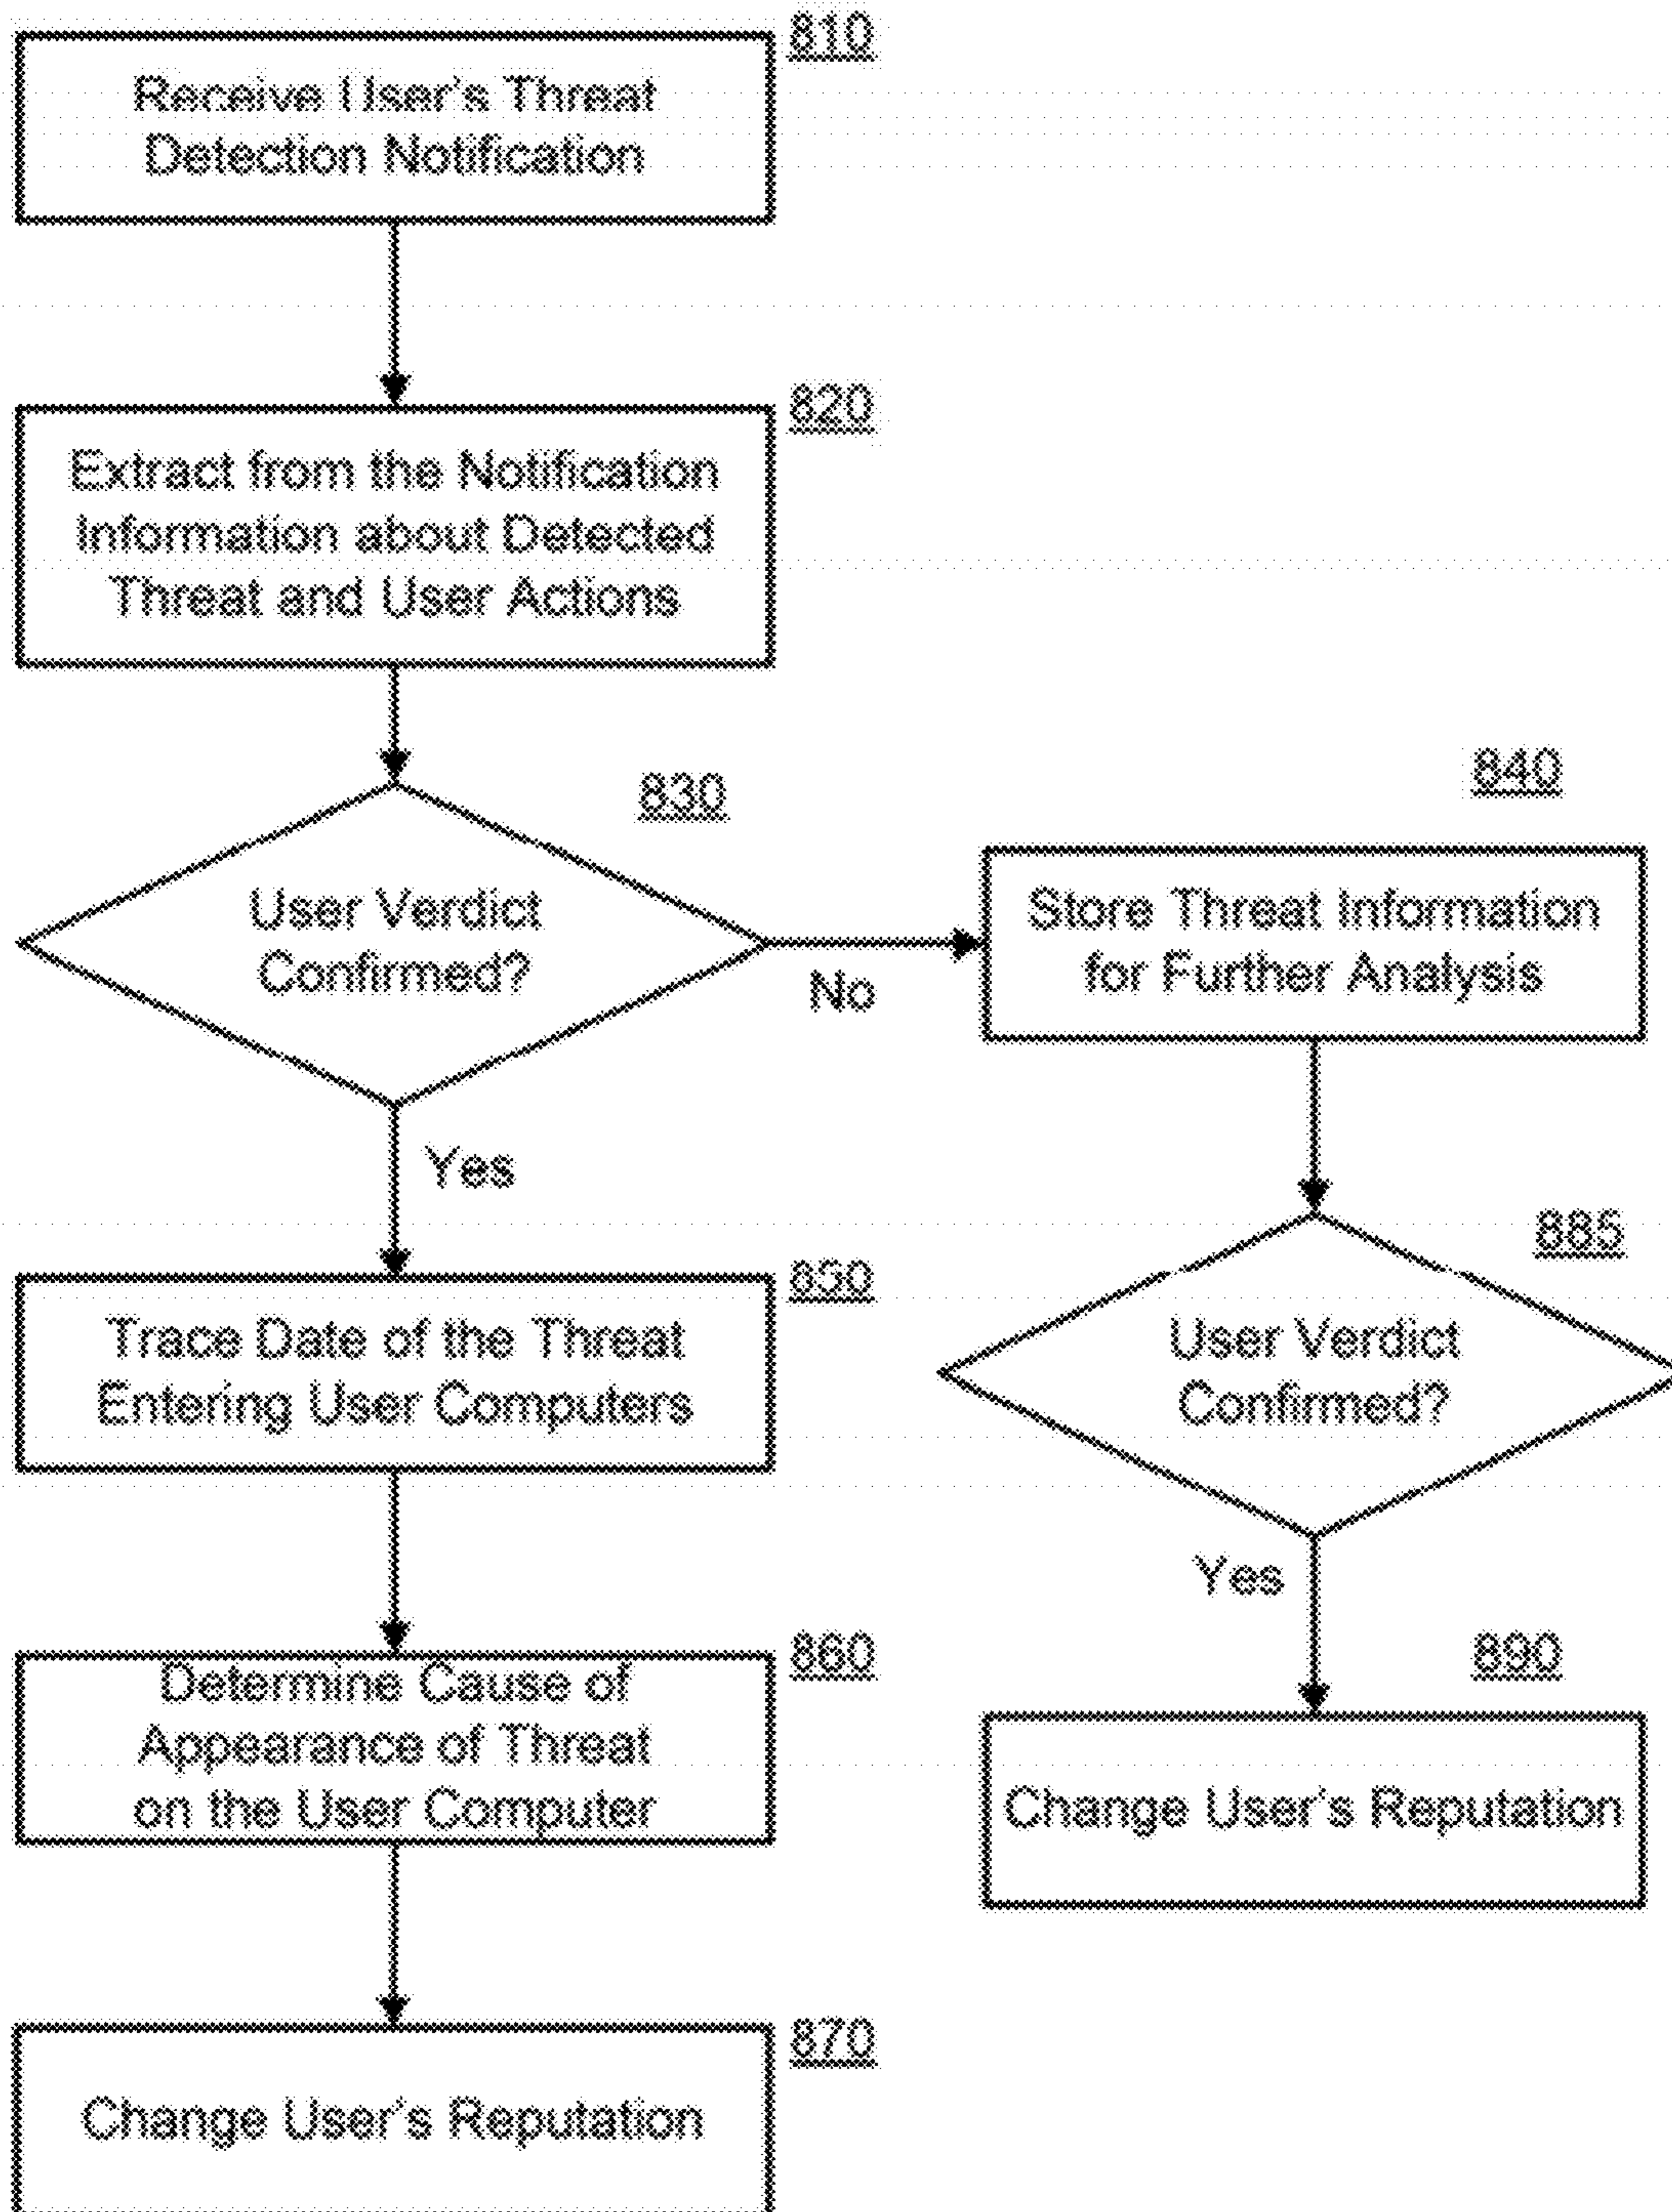 810
Receive User's Threat
Detection Notification
820
Extract from the Notification
Information about Detected
Threat and User Actions
830
User Verdict
Confirmed?
No
Yes
840
Store Threat Information
for Further Analysis
850
Trace Date of the Threat
Entering User Computers
885
User Verdict
Confirmed?
Yes
860
Determine Cause of
Appearance of Threat
on the User Computer
890
Change User's Reputation
870
Change User's Reputation